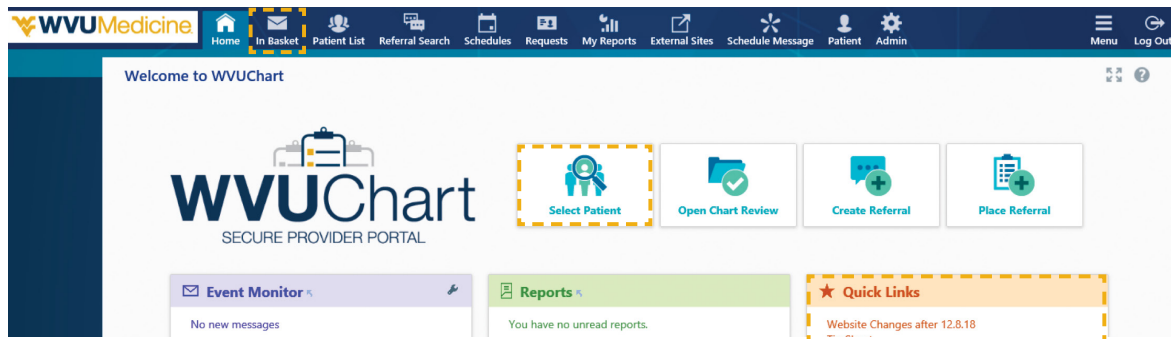 WVUMedicine
Home In Basket Patient List Referral Search Schedules Requests My Reports External Sites Schedule Message Patient Admin Menu Log Out
Welcome to WVUChart
WVUChart
SECURE PROVIDER PORTAL
Select Patient Open Chart Review Create Referral Place Referral
Event Monitor Reports Quick Links
No new messages You have no unread reports. Website Changes after 12.8.18